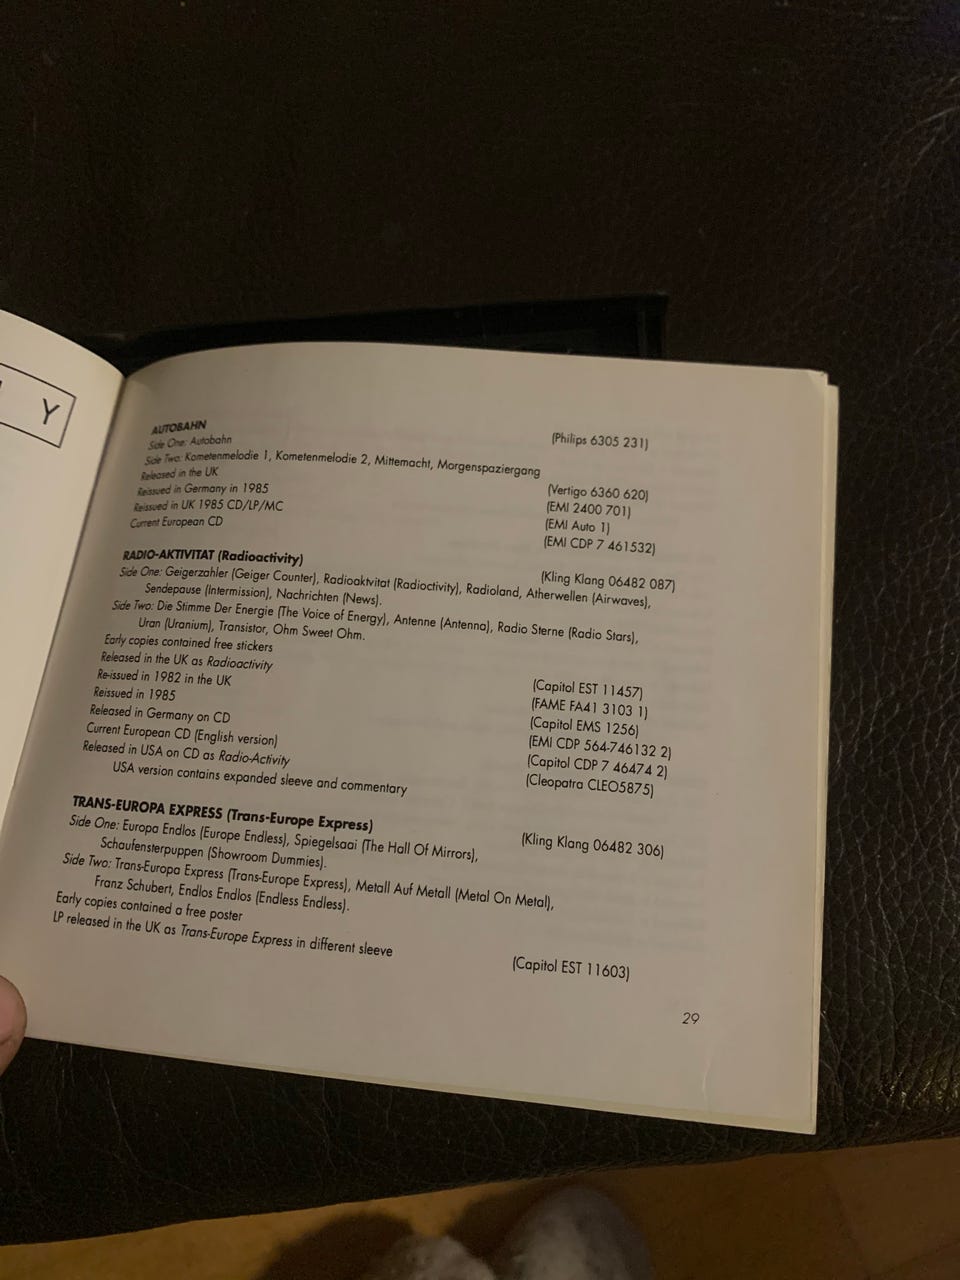 Y
AUTOBAHN (Philips 6305 231)
Side One: Autobahn
Side Two: Kometenmelodie 1, Kometenmelodie 2, Mittemacht, Morgenspaziergang
Released in the UK (Vertigo 6360 620)
Reissued in Germany in 1985 (EMI 2400 701)
Reissued in UK 1985 CD/LP/MC (EMI Auto 1)
Current European CD (EMI CDP 7 461532)
RADIO-AKTIVITAT (Radioactivity) (Kling Klang 06482 087)
Side One: Geigerzahler (Geiger Counter), Radioaktvitat (Radioctivity), Radioland, Atherwellen (Airwaves),
Sendepause (Intermission), Nachrichten (News).
Side Two: Die Stimme Der Energie (The Voice of Energy), Antenne (Antenna), Radio Sterne (Radio Stars),
Uran (Uranium), Transistor, Ohm Sweet Ohm.
Early copies contained free stickers
Released in the UK as Radioactivity (Capitol EST 11457)
Re-issued in 1982 in the UK (FAME FA41 3103 1)
Reissued in 1985 (Capitol EMS 1256)
Released in Germany on CD (EMI CDP 564-746132 2)
Current European CD (English version) (Capitol CDP 7 46474 2)
Released in USA on CD as Radio-Activity (Cleopatra CLEO5875)
USA version contains expanded sleeve and commentary
TRANS-EUROPA EXPRESS (Trans-Europe Express) (Kling Klang 06482 306)
Side One: Europa Endlos (Europe Endless), Spiegelsaai (The Hall Of Mirrors),
Schaufensterpuppen (Showroom Dummies).
Side Two: Trans-Europa Express (Trans-Europe Express), Metall Auf Metall (Metal On Metal),
Franz Schubert, Endlos Endlos (Endless Endless).
Early copies contained a free poster
LP released in the UK as Trans-Europe Express in different sleeve (Capitol EST 11603)
29